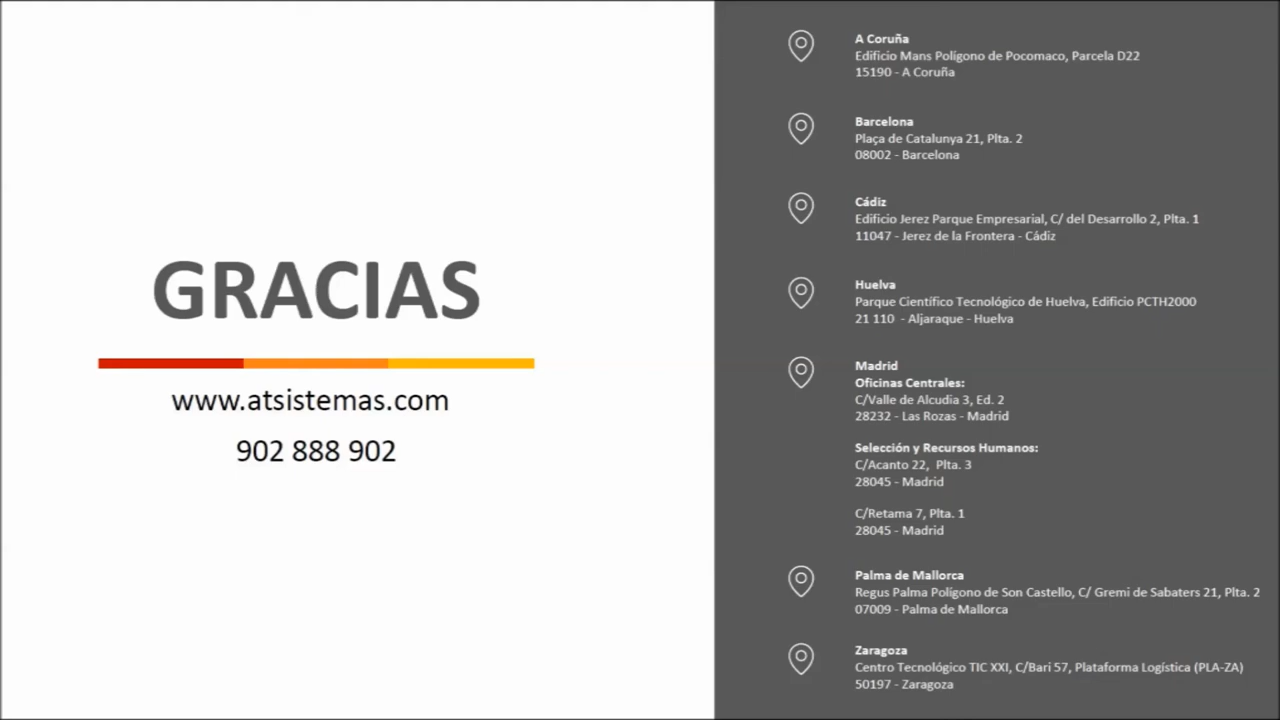 GRACIAS
www.atsistemas.com
902 888 902
A Coruña
Edificio Mans Polígono de Pocomaco, Parcela D22
15190 - A Coruña
Barcelona
Plaça de Catalunya 21, Plta. 2
08002 - Barcelona
Cádiz
Edificio Jerez Parque Empresarial, C/ del Desarrollo 2, Plta. 1
11047 - Jerez de la Frontera - Cádiz
Huelva
Parque Científico Tecnológico de Huelva, Edificio PCTH2000
21 110 - Aljaraque - Huelva
Madrid
Oficinas Centrales:
C/Valle de Alcudia 3, Ed. 2
28232 - Las Rozas - Madrid
Selección y Recursos Humanos:
C/Acanto 22, Plta. 3
28045 - Madrid
C/Retama 7, Plta. 1
28045 - Madrid
Palma de Mallorca
Regus Palma Polígono de Son Castello, C/ Gremi de Sabaters 21, Plta. 2
07009 - Palma de Mallorca
Zaragoza
Centro Tecnológico TIC XXI, C/Bari 57, Plataforma Logística (PLA-ZA)
50197 - Zaragoza